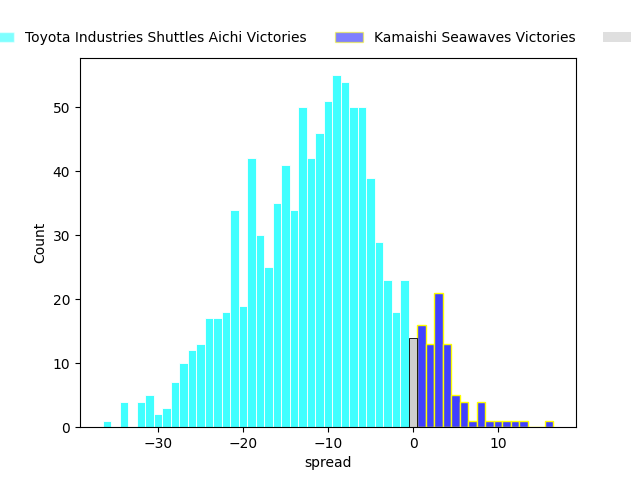 Toyota Industries Shuttles Aichi Victories Kamaishi Seawaves Victories
50
40
30
20
10
0
Count
−30 −20 −10 0 10
spread